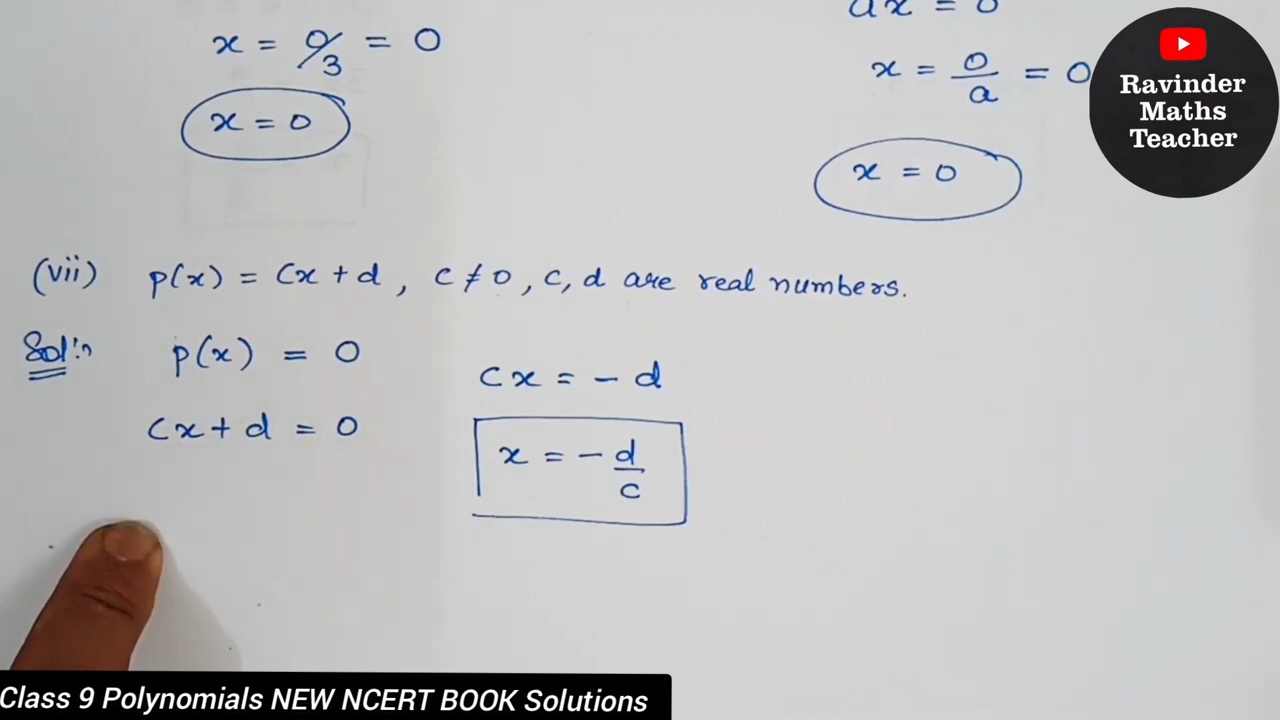 ax = 0
x = 0/3 = 0
x = 0/a = 0
x = 0
x = 0
Ravinder
Maths
Teacher
(vii) p(x) = cx + d, c ≠ 0, c, d are real numbers.
Sol:n p(x) = 0
cx = - d
cx + d = 0
x = - d/c
Class 9 Polynomials NEW NCERT BOOK Solutions